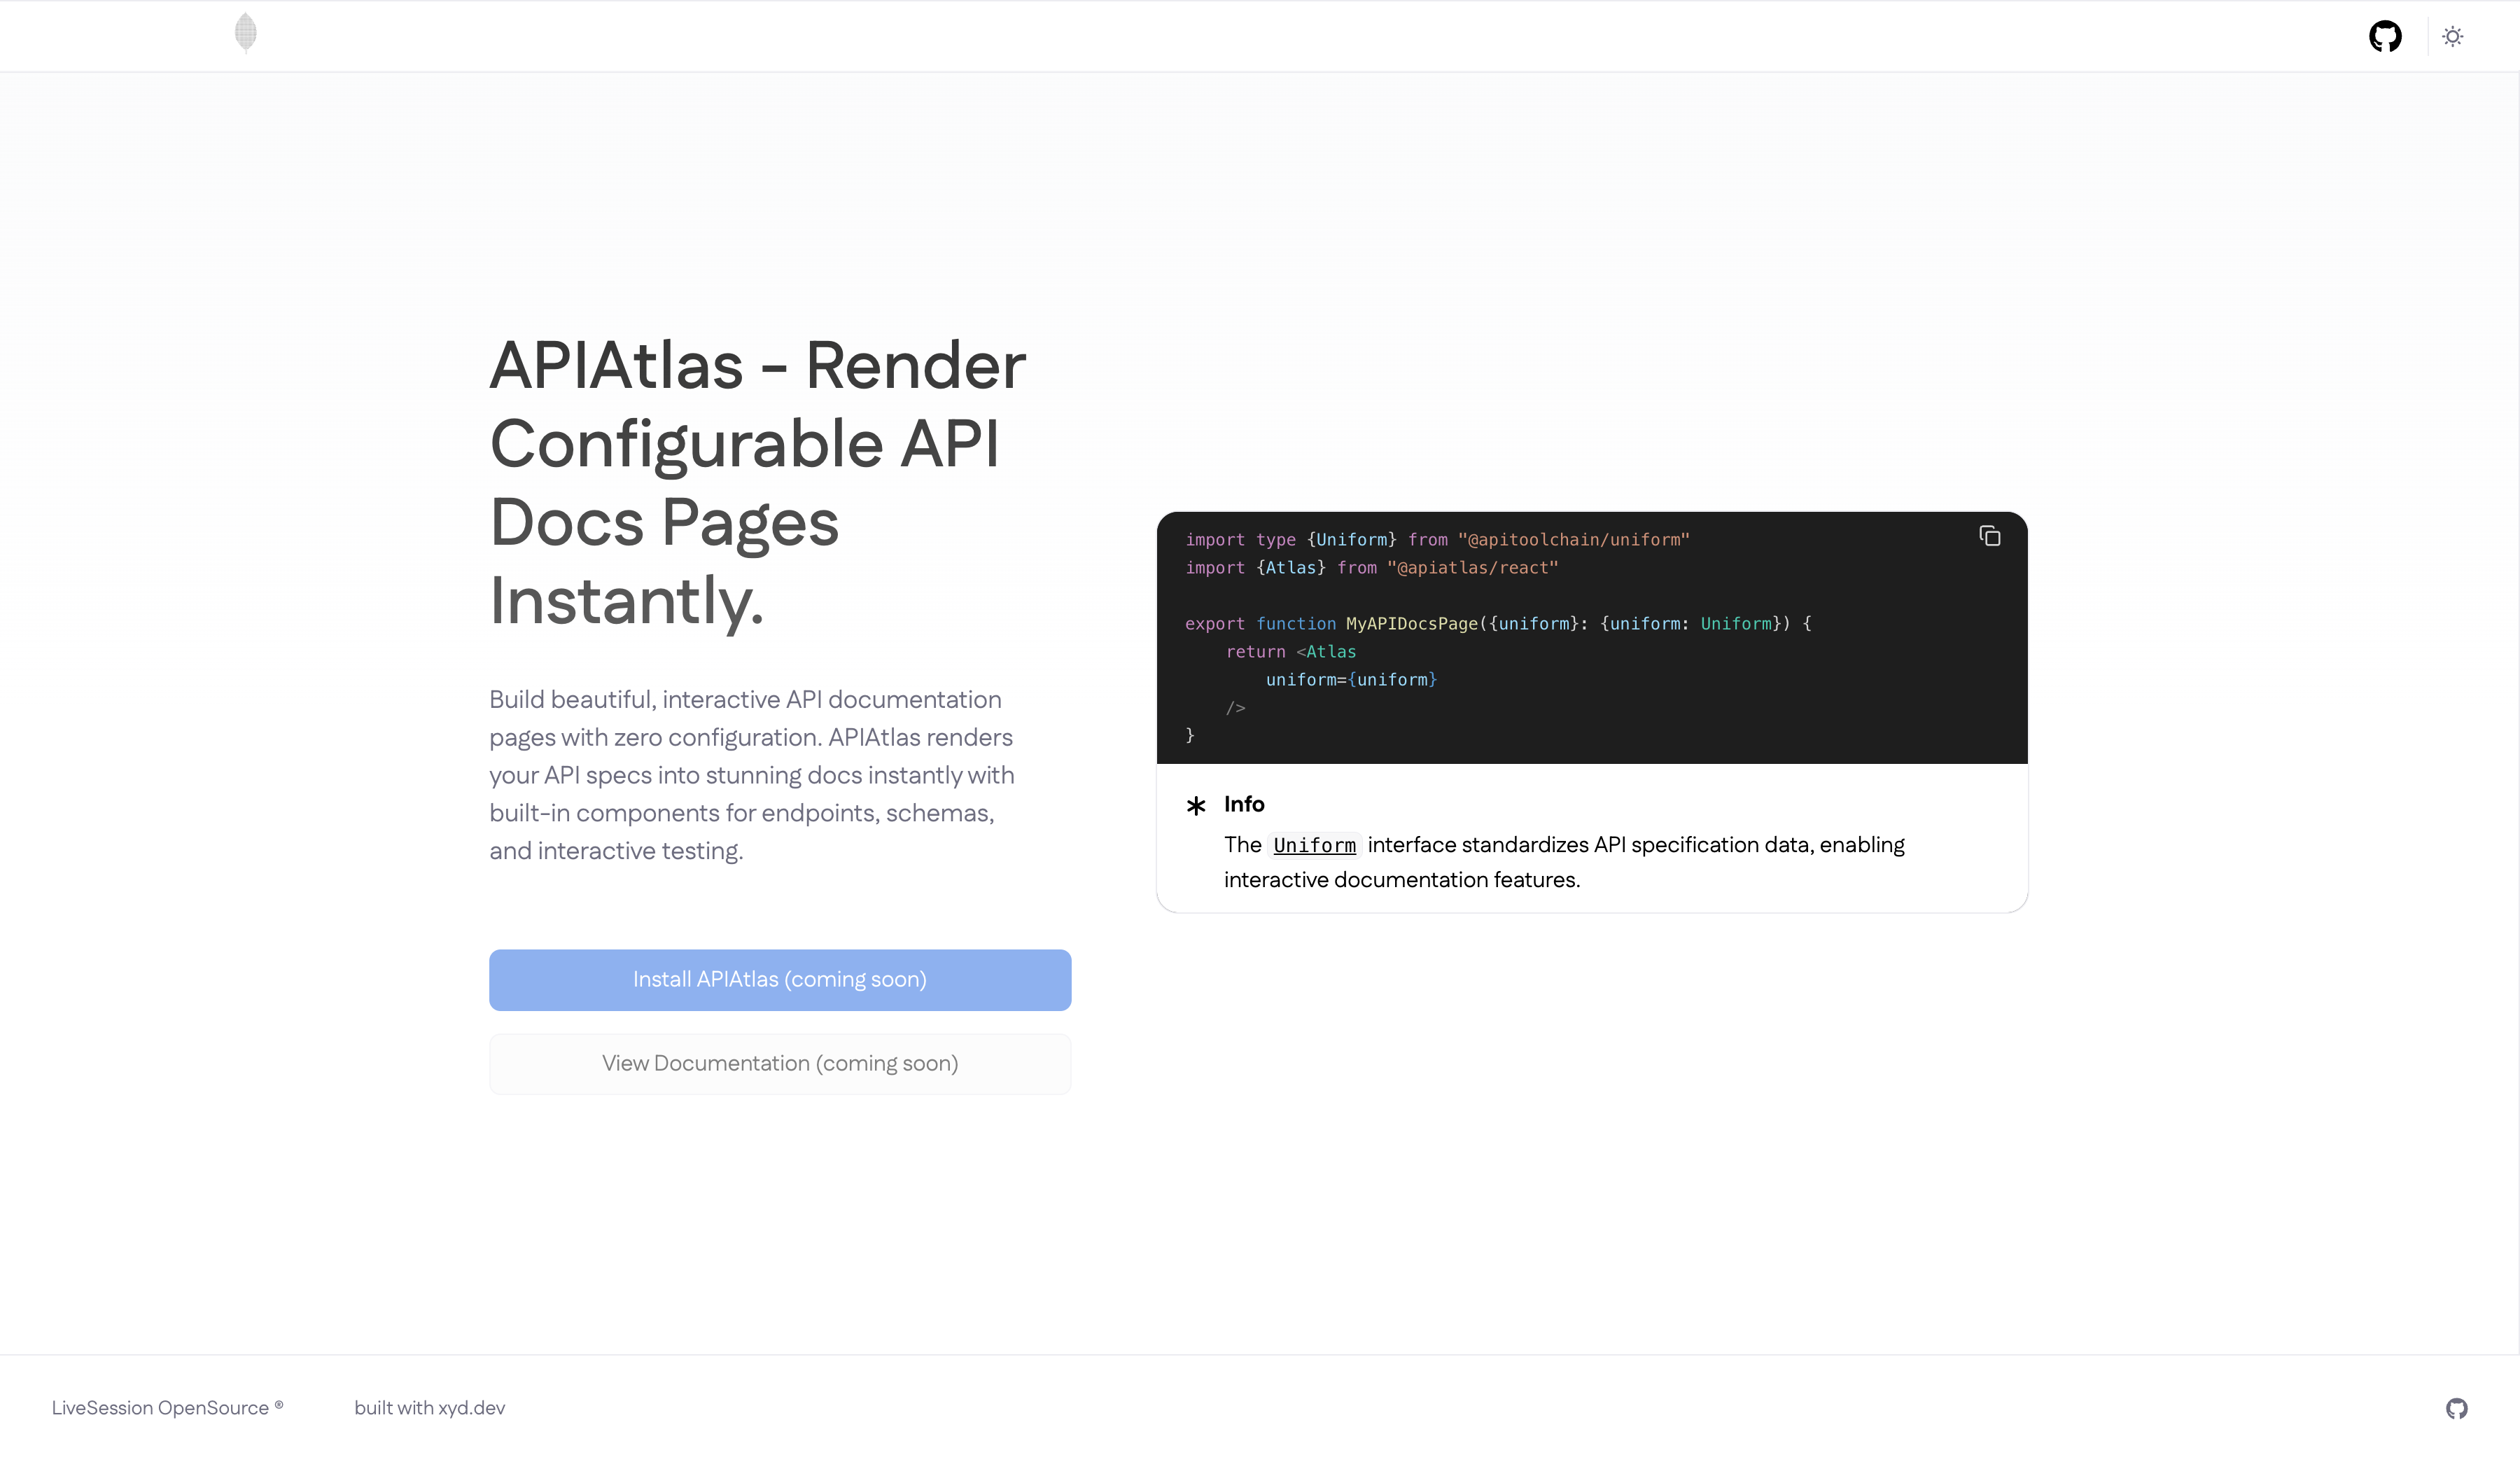 APIAtlas - Render
Configurable API
Docs Pages
Instantly.
Build beautiful, interactive API documentation
pages with zero configuration. APIAtlas renders
your API specs into stunning docs instantly with
built-in components for endpoints, schemas,
and interactive testing.
Install APIAtlas (coming soon)
View Documentation (coming soon)
import type {Uniform} from "@apitoolchain/uniform"
import {Atlas} from "@apiatlas/react"
export function MyAPIDocsPage({uniform}: {uniform: Uniform}) {
    return <Atlas
        uniform={uniform}
    />
}
Info
The Uniform interface standardizes API specification data, enabling
interactive documentation features.
LiveSession OpenSource ® built with xyd.dev